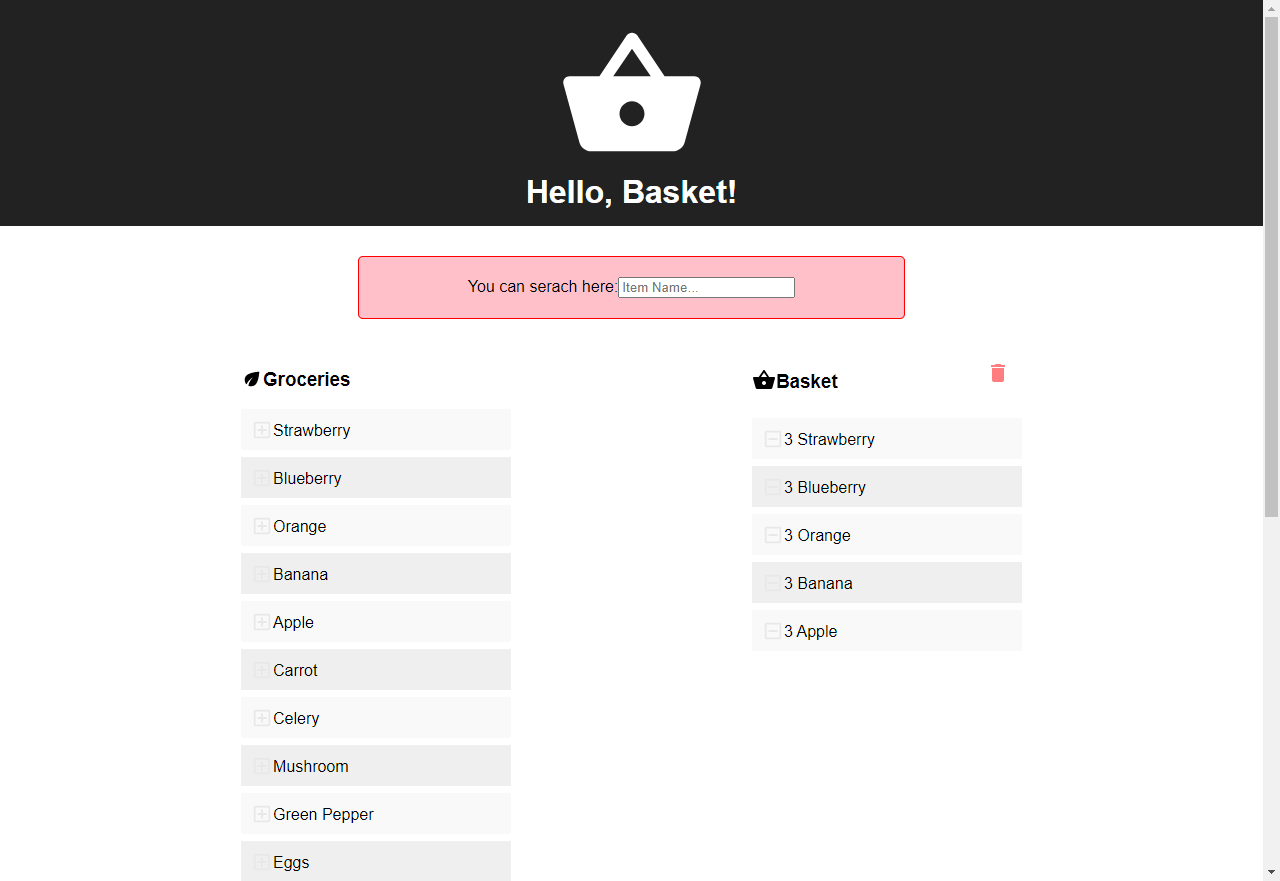 Hello, Basket!
You can serach here:
Item Name...
Groceries
Strawberry
Blueberry
Orange
Banana
Apple
Carrot
Celery
Mushroom
Green Pepper
Eggs
Basket
3 Strawberry
3 Blueberry
3 Orange
3 Banana
3 Apple